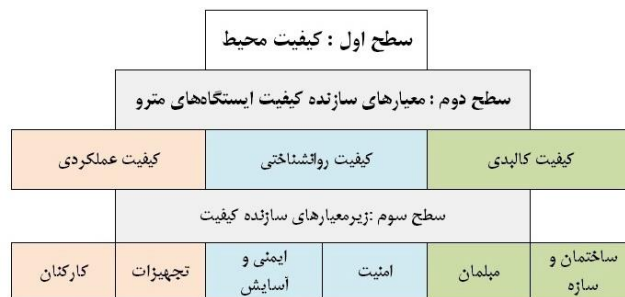 سطح اول : کیفیت محیط
سطح دوم : معیارهای سازنده کیفیت ایستگاه‌های مترو
کیفیت کالبدی
کیفیت روانشناختی
کیفیت عملکردی
سطح سوم :زیرمعیارهای سازنده کیفیت
ساختمان و
سازه
مبلمان
امنیت
ایمنی و
آسایش
تجهیزات
کارکنان